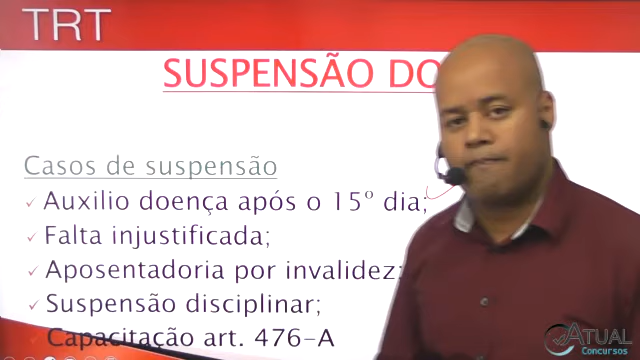 TRT
SUSPENSÃO DO
Casos de suspensão
Auxilio doença após o 15º dia;
Falta injustificada;
Aposentadoria por invalidez;
Suspensão disciplinar;
Capacitação art. 476-A
ATUAL
Concursos